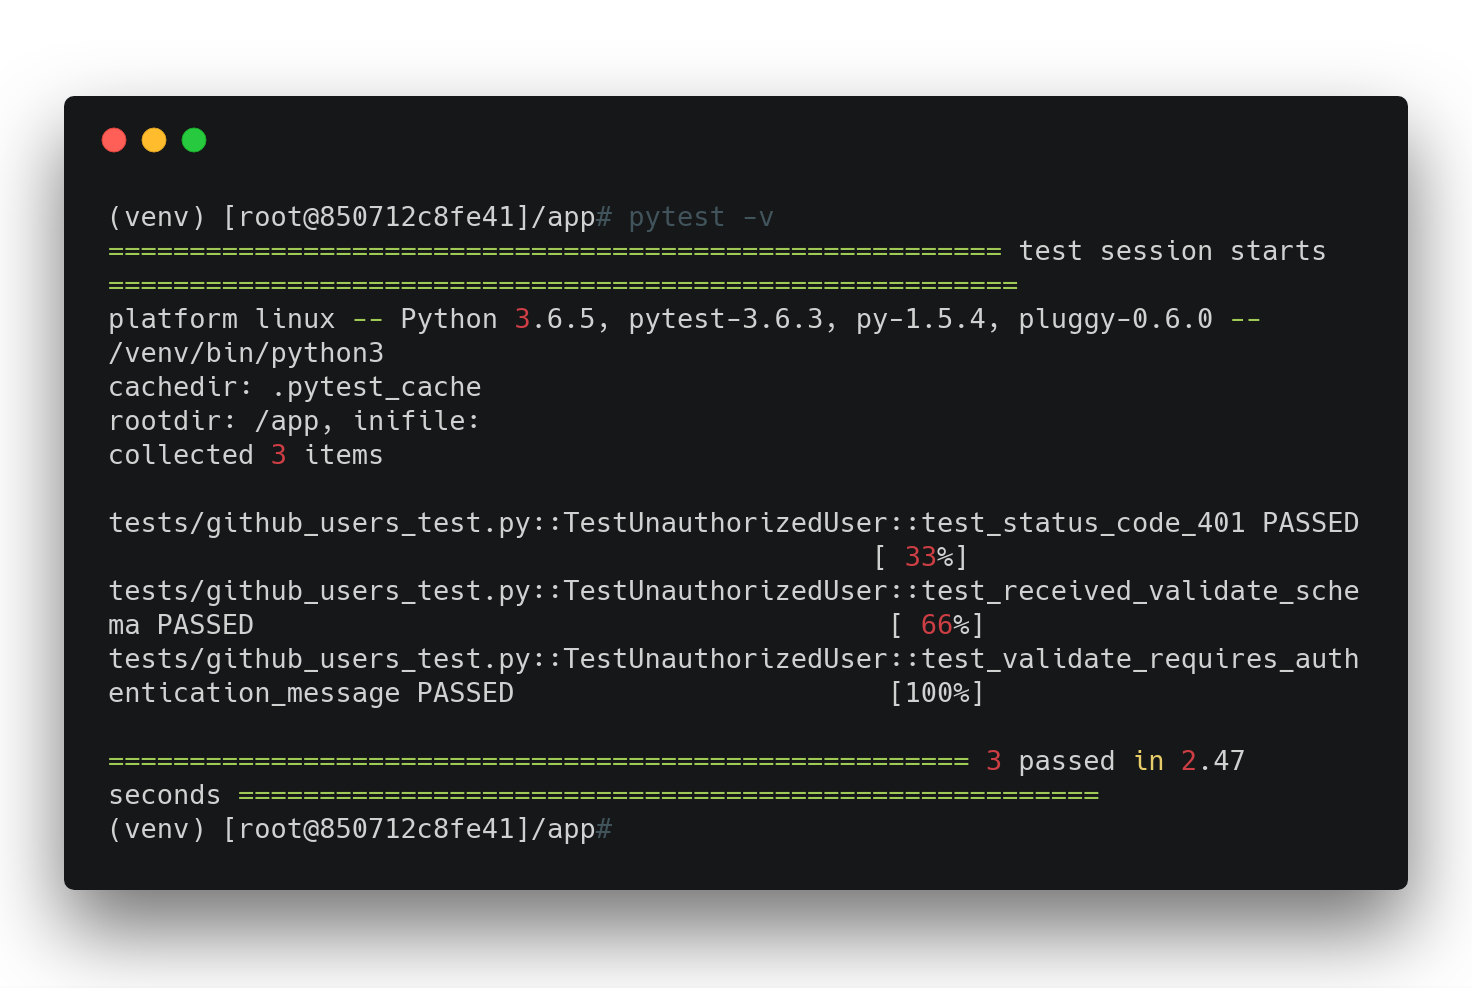 (venv) [root@850712c8fe41]/app# pytest -v
======================================================= test session starts
========================================================
platform linux -- Python 3.6.5, pytest-3.6.3, py-1.5.4, pluggy-0.6.0 --
/venv/bin/python3
cachedir: .pytest_cache
rootdir: /app, inifile:
collected 3 items

tests/github_users_test.py::TestUnauthorizedUser::test_status_code_401 PASSED
                                               [ 33%]
tests/github_users_test.py::TestUnauthorizedUser::test_received_validate_sche
ma PASSED                                       [ 66%]
tests/github_users_test.py::TestUnauthorizedUser::test_validate_requires_auth
entication_message PASSED                       [100%]

===================================================== 3 passed in 2.47
seconds =====================================================
(venv) [root@850712c8fe41]/app#